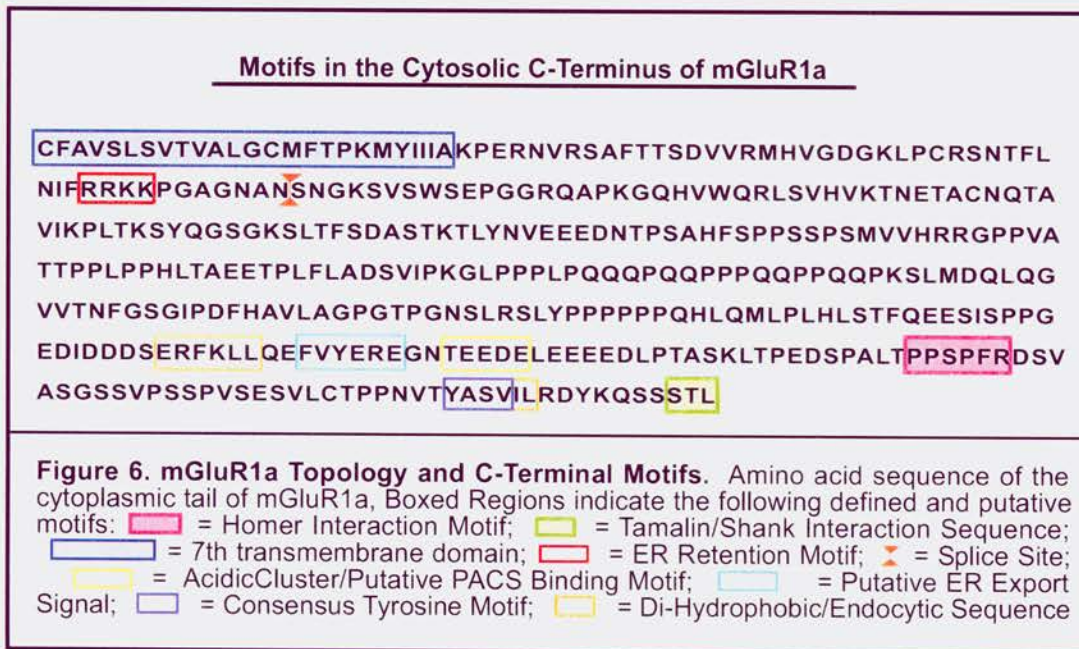 Motifs in the Cytosolic C-Terminus of mGluR1a
CFAVSLSVTVALGCMFTPKMYIIIAKPERNVRSAFTTSDVVRMHVGDGKLPCRSNTFL
NIFRRKKPGAGNANSNGKSVSWSEPGGRQAPKGQHVWQRLSVHVKTNETACNQTA
VIKPLTKSYQGSGKSLTFSDASTKTLYNVEEEDNTPSAHFSPPSSPSMVVHRRGPPVA
TTPPLPPHLTAEETPLFLADSVIPKGLPPPLPQQQPQQPPPQQPPQQPKSLMDQLQG
VVTNFGSGIPDFHAVLAGPGTPGNSLRSLYPPPPPPQHLQMLPLHLSTFQEESISPPG
EDIDDDSERFKLLQEFVYEREGNTEEDELEEEEDLPTASKLTPEDSPALTPPSPFRDSV
ASGSSVPSSPVSESVLCTPPNVTYASVILRDYKQSSSTL
Figure 6. mGluR1a Topology and C-Terminal Motifs. Amino acid sequence of the
cytoplasmic tail of mGluR1a, Boxed Regions indicate the following defined and putative
motifs: = Homer Interaction Motif; = Tamalin/Shank Interaction Sequence;
= 7th transmembrane domain; = ER Retention Motif; = Splice Site;
= AcidicCluster/Putative PACS Binding Motif; = Putative ER Export
Signal; = Consensus Tyrosine Motif; = Di-Hydrophobic/Endocytic Sequence